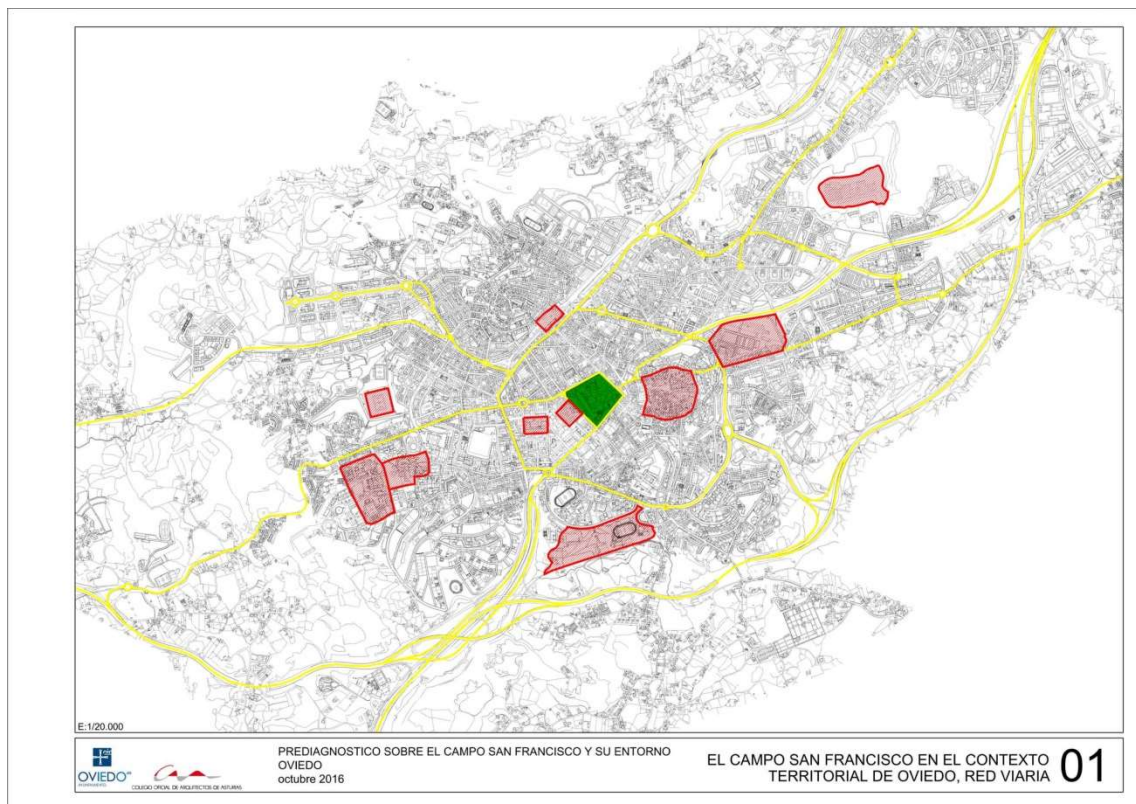 E:1/20.000
OVIEDO
AYUNTAMIENTO
COLEGIO OFICIAL DE ARQUITECTOS DE ASTURIAS
PREDIAGNOSTICO SOBRE EL CAMPO SAN FRANCISCO Y SU ENTORNO
OVIEDO
octubre 2016
EL CAMPO SAN FRANCISCO EN EL CONTEXTO
TERRITORIAL DE OVIEDO, RED VIARIA
01